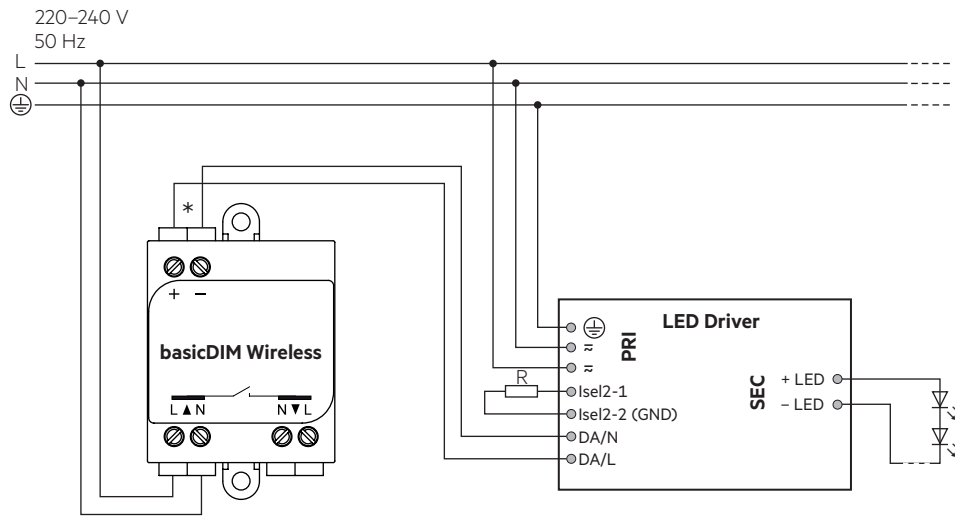 220–240 V
50 Hz
L
N
*
+ −
basicDIM Wireless
L ▲ N N ▼ L
LED Driver
PRI
R
Isel2-1
Isel2-2 (GND)
DA/N
DA/L
SEC
+ LED
− LED